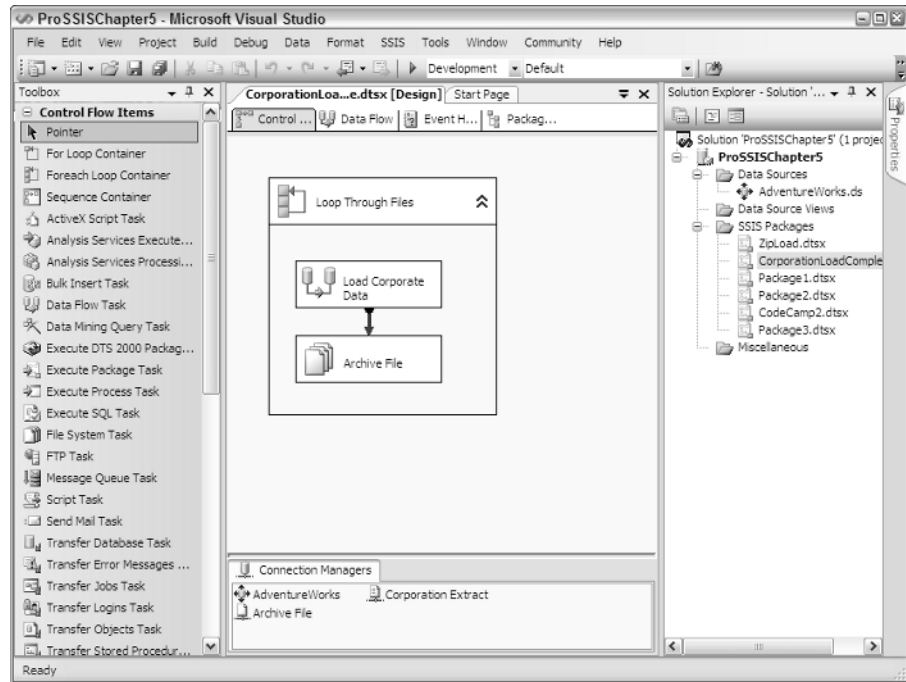 ProSSISChapter5 - Microsoft Visual Studio
File Edit View Project Build Debug Data Format SSIS Tools Window Community Help
Development Default
Toolbox
Control Flow Items
Pointer
For Loop Container
Foreach Loop Container
Sequence Container
ActiveX Script Task
Analysis Services Execute...
Analysis Services Processi...
Bulk Insert Task
Data Flow Task
Data Mining Query Task
Execute DTS 2000 Packag...
Execute Package Task
Execute Process Task
Execute SQL Task
File System Task
FTP Task
Message Queue Task
Script Task
Send Mail Task
Transfer Database Task
Transfer Error Messages ...
Transfer Jobs Task
Transfer Logins Task
Transfer Objects Task
Transfer Stored Procedur...
CorporationLoa...e.dtsx [Design] Start Page
Control ... Data Flow Event H... Packag...
Loop Through Files
Load Corporate
Data
Archive File
Connection Managers
AdventureWorks Corporation Extract
Archive File
Solution Explorer - Solution '...
Solution 'ProSSISChapter5' (1 projec
ProSSISChapter5
Data Sources
AdventureWorks.ds
Data Source Views
SSIS Packages
ZipLoad.dtsx
CorporationLoadComple
Package1.dtsx
Package2.dtsx
CodeCamp2.dtsx
Package3.dtsx
Miscellaneous
Properties
Ready